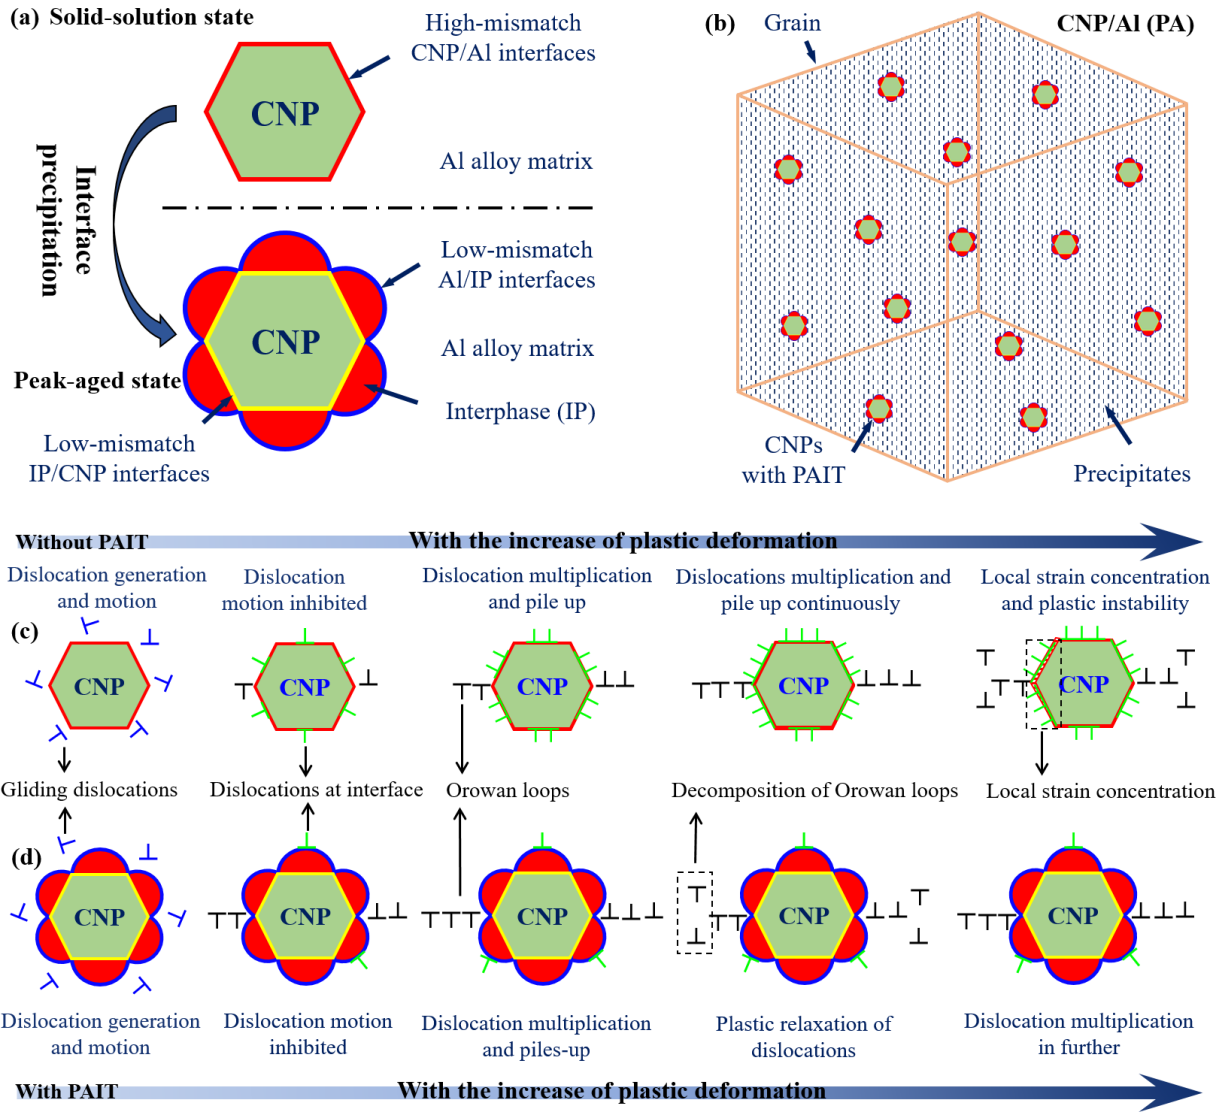 (a) Solid-solution state
High-mismatch
CNP/Al interfaces
CNP
Al alloy matrix
Interface
precipitation
Low-mismatch
Al/IP interfaces
CNP
Al alloy matrix
Peak-aged state
Interphase (IP)
Low-mismatch
IP/CNP interfaces
(b)
Grain
CNP/Al (PA)
CNPs
with PAIT
Precipitates
Without PAIT
With the increase of plastic deformation
Dislocation generation
and motion
Dislocation
motion inhibited
Dislocation multiplication
and pile up
Dislocations multiplication and
pile up continuously
Local strain concentration
and plastic instability
(c)
CNP
CNP
CNP
CNP
CNP
Gliding dislocations
Dislocations at interface
Orowan loops
Decomposition of Orowan loops
Local strain concentration
(d)
CNP
CNP
CNP
CNP
CNP
Dislocation generation
and motion
Dislocation motion
inhibited
Dislocation multiplication
and piles-up
Plastic relaxation of
dislocations
Dislocation multiplication
in further
With PAIT
With the increase of plastic deformation